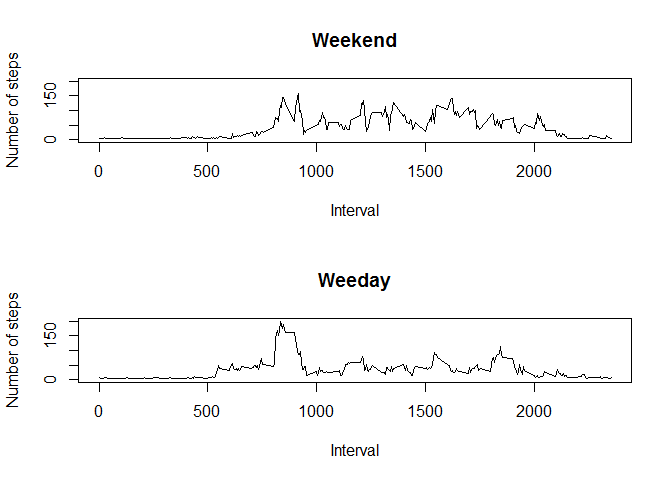 Weekend
Number of steps
150
0
0 500 1000 1500 2000
Interval
Weeday
Number of steps
150
0
0 500 1000 1500 2000
Interval